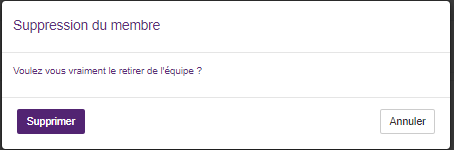 Suppression du membre
Voulez vous vraiment le retirer de l'équipe ?
Supprimer
Annuler